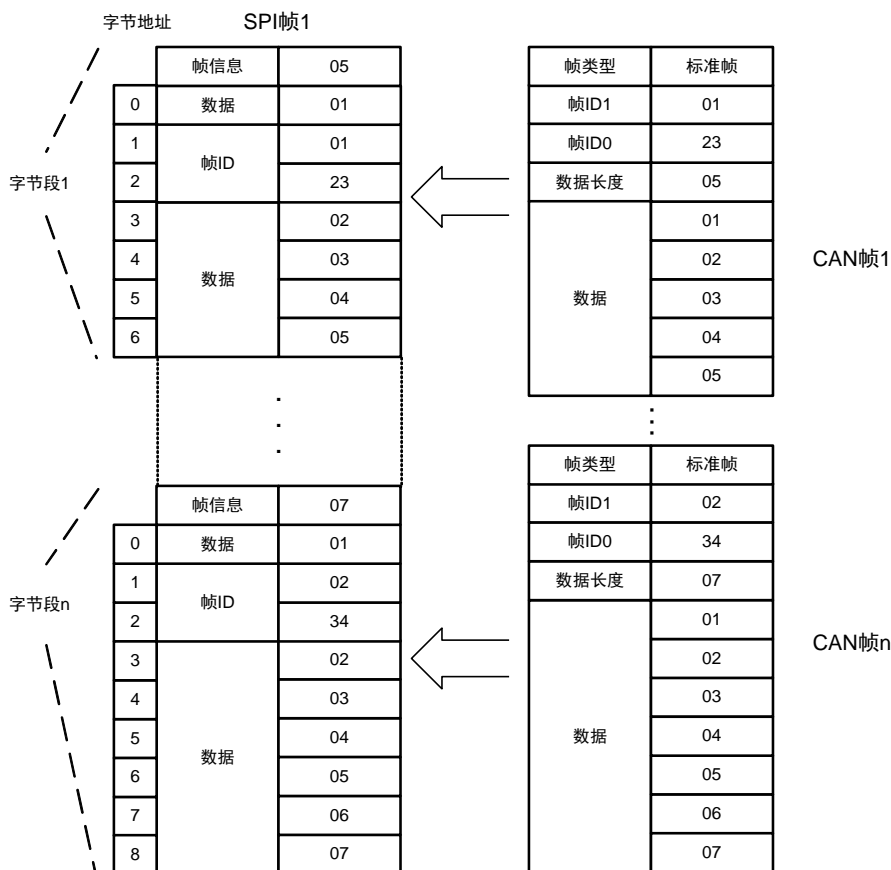 字节地址 SPI帧1
帧信息 05 帧类型 标准帧
0 数据 01 帧ID1 01
1 01 帧ID0 23
帧ID
2 23 数据长度 05
字节段1
3 02 01
4 03 02
CAN帧1
数据
5 04 数据 03
6 05 04
05
帧类型 标准帧
帧信息 07 帧ID1 02
0 数据 01 帧ID0 34
1 02 数据长度 07
帧ID
字节段n
2 34 01
3 02 02
CAN帧n
4 03 03
5 04 数据 04
数据
6 05 05
7 06 06
8 07 07